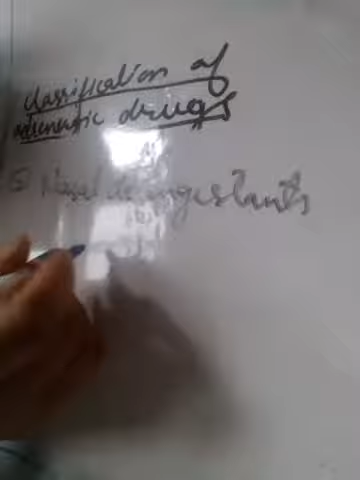 Classification of
adrenergic drugs
5 Nasal decongestants